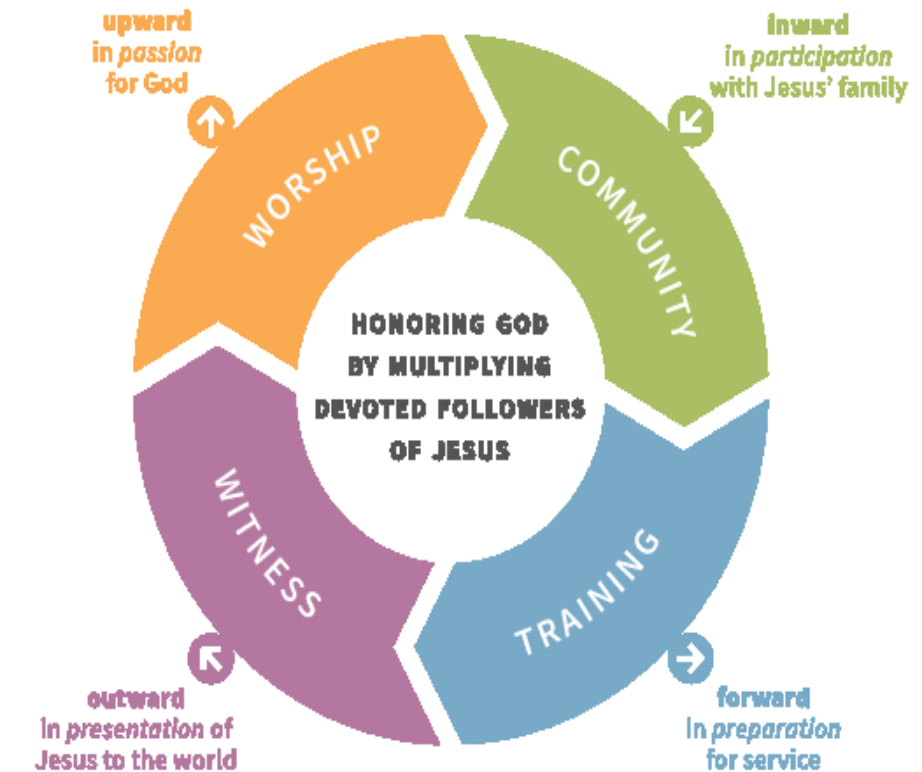 upward
in passion
for God
inward
in participation
with Jesus' family
WORSHIP
COMMUNITY
HONORING GOD
BY MULTIPLYING
DEVOTED FOLLOWERS
OF JESUS
WITNESS
TRAINING
outward
in presentation of
Jesus to the world
forward
in preparation
for service